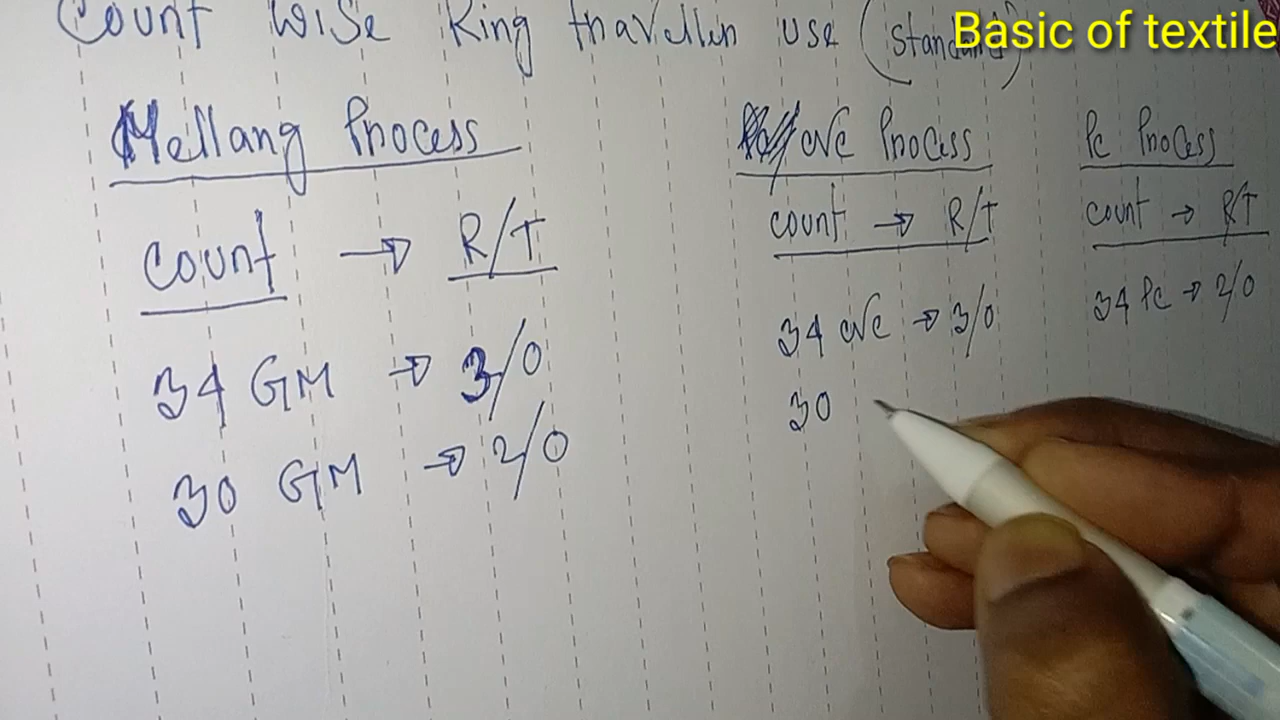 Count wise Ring traveller use (standard)
Basic of textile
Mellang Process
Count → R/T
34 GM → 3/0
30 GM → 2/0
CVC Process
count → R/T
34 CVC → 3/0
30
Pc Process
count → R/T
34 Pc → 2/0